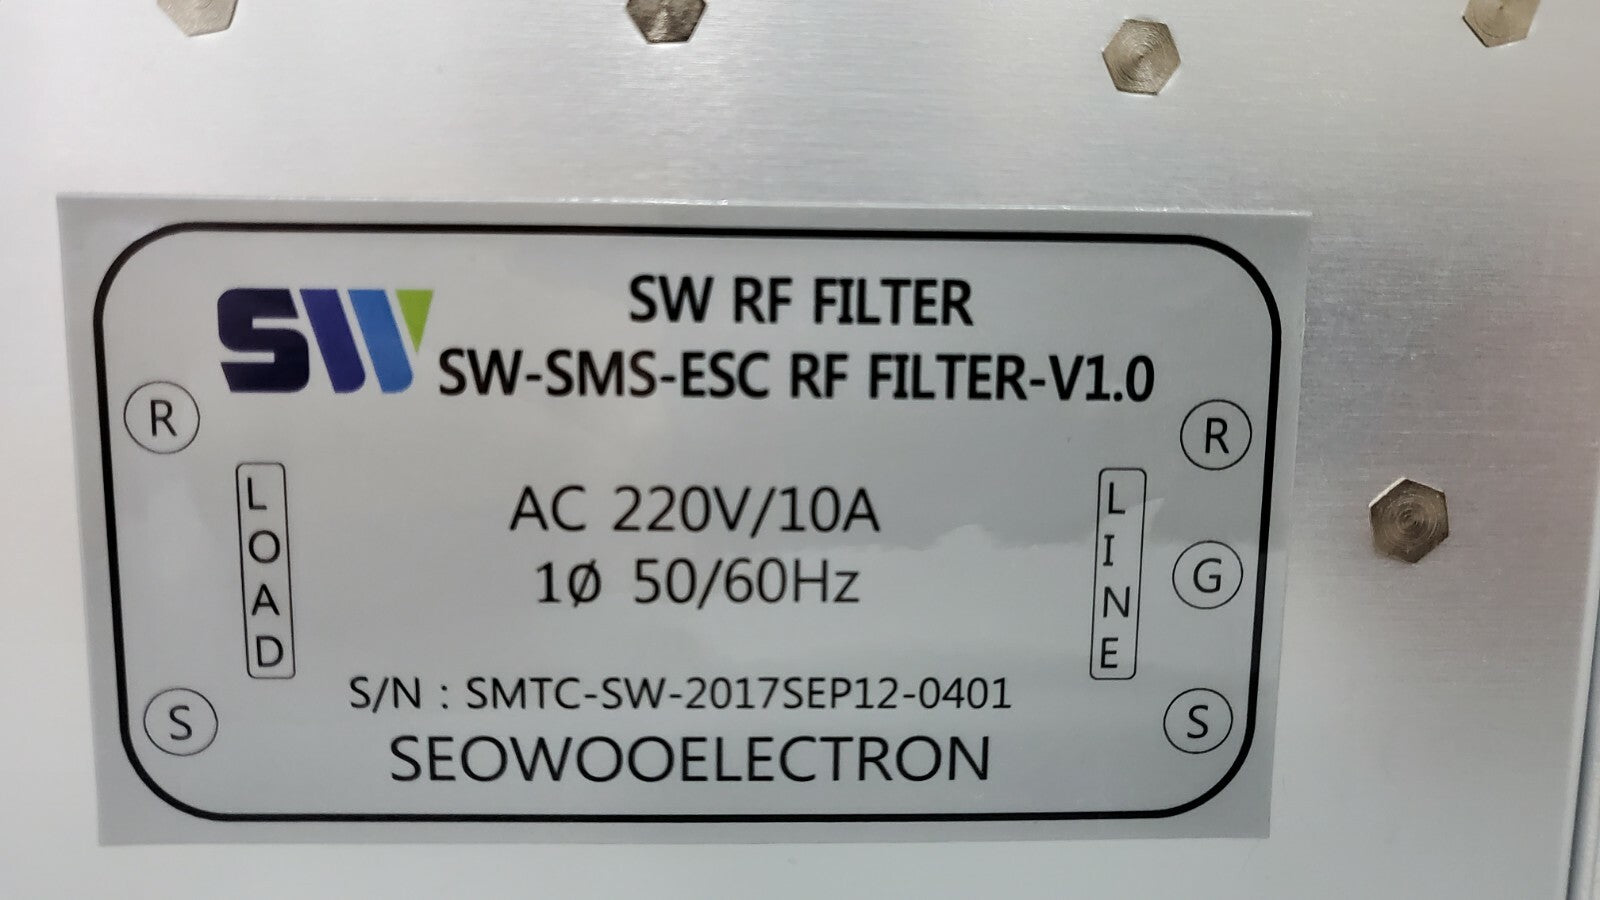 SW
SW RF FILTER
SW-SMS-ESC RF FILTER-V1.0
R
R
LOAD
AC 220V/10A
LINE
1Ø 50/60Hz
G
S/N : SMTC-SW-2017SEP12-0401
S
S
SEOWOOELECTRON